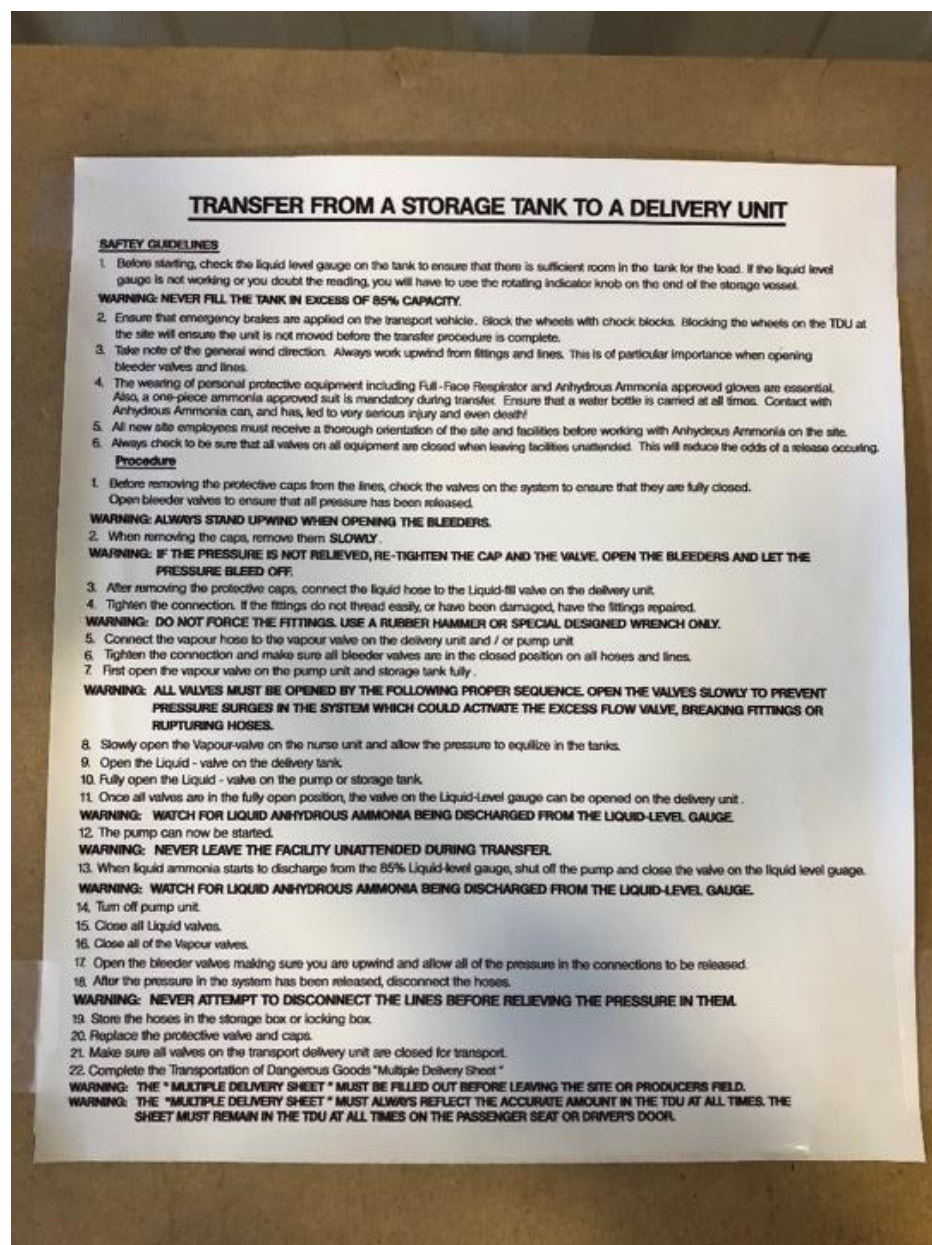 TRANSFER FROM A STORAGE TANK TO A DELIVERY UNIT
SAFTEY GUIDELINES
1. Before starting, check the liquid level gauge on the tank to ensure that there is sufficient room in the tank for the load. If the liquid level
gauge is not working or you doubt the reading, you will have to use the rotating indicator knob on the end of the storage vessel.
WARNING: NEVER FILL THE TANK IN EXCESS OF 85% CAPACITY.
2. Ensure that emergency brakes are applied on the transport vehicle. Block the wheels with chock blocks. Blocking the wheels on the TDU at
the site will ensure the unit is not moved before the transfer procedure is complete.
3. Take note of the general wind direction. Always work upwind from fittings and lines. This is of particular importance when opening
bleeder valves and lines.
4. The wearing of personal protective equipment including Full-Face Respirator and Anhydrous Ammonia approved gloves are essential.
Also, a one-piece ammonia approved suit is mandatory during transfer. Ensure that a water bottle is carried at all times. Contact with
Anhydrous Ammonia can, and has, led to very serious injury and even death!
5. All new site employees must receive a thorough orientation of the site and facilities before working with Anhydrous Ammonia on the site.
6. Always check to be sure that all valves on all equipment are closed when leaving facilities unattended. This will reduce the odds of a release occuring.
Procedure
1. Before removing the protective caps from the lines, check the valves on the system to ensure that they are fully closed.
Open bleeder valves to ensure that all pressure has been released.
WARNING: ALWAYS STAND UPWIND WHEN OPENING THE BLEEDERS.
2. When removing the caps, remove them SLOWLY.
WARNING: IF THE PRESSURE IS NOT RELIEVED, RE-TIGHTEN THE CAP AND THE VALVE. OPEN THE BLEEDERS AND LET THE
PRESSURE BLEED OFF.
3. After removing the protective caps, connect the liquid hose to the Liquid-fill valve on the delivery unit.
4. Tighten the connection. If the fittings do not thread easily, or have been damaged, have the fittings repaired.
WARNING: DO NOT FORCE THE FITTINGS. USE A RUBBER HAMMER OR SPECIAL DESIGNED WRENCH ONLY.
5. Connect the vapour hose to the vapour valve on the delivery unit and / or pump unit
6. Tighten the connection and make sure all bleeder valves are in the closed position on all hoses and lines.
7. First open the vapour valve on the pump unit and storage tank fully .
WARNING: ALL VALVES MUST BE OPENED BY THE FOLLOWING PROPER SEQUENCE. OPEN THE VALVES SLOWLY TO PREVENT
PRESSURE SURGES IN THE SYSTEM WHICH COULD ACTIVATE THE EXCESS FLOW VALVE, BREAKING FITTINGS OR
RUPTURING HOSES.
8. Slowly open the Vapour-valve on the nurse unit and allow the pressure to equilize in the tanks.
9. Open the Liquid - valve on the delivery tank.
10. Fully open the Liquid - valve on the pump or storage tank.
11. Once all valves are in the fully open position, the valve on the Liquid-Level gauge can be opened on the delivery unit .
WARNING: WATCH FOR LIQUID ANHYDROUS AMMONIA BEING DISCHARGED FROM THE LIQUID-LEVEL GAUGE.
12. The pump can now be started.
WARNING: NEVER LEAVE THE FACILITY UNATTENDED DURING TRANSFER.
13. When liquid ammonia starts to discharge from the 85% Liquid-level gauge, shut off the pump and close the valve on the liquid level guage.
WARNING: WATCH FOR LIQUID ANHYDROUS AMMONIA BEING DISCHARGED FROM THE LIQUID-LEVEL GAUGE.
14. Turn off pump unit.
15. Close all Liquid valves.
16. Close all of the Vapour valves.
17. Open the bleeder valves making sure you are upwind and allow all of the pressure in the connections to be released.
18. After the pressure in the system has been released, disconnect the hoses.
WARNING: NEVER ATTEMPT TO DISCONNECT THE LINES BEFORE RELIEVING THE PRESSURE IN THEM.
19. Store the hoses in the storage box or locking box.
20. Replace the protective valve and caps.
21. Make sure all valves on the transport delivery unit are closed for transport.
22. Complete the Transportation of Dangerous Goods "Multiple Delivery Sheet "
WARNING: THE "MULTIPLE DELIVERY SHEET " MUST BE FILLED OUT BEFORE LEAVING THE SITE OR PRODUCERS FIELD.
WARNING: THE "MULTIPLE DELIVERY SHEET " MUST ALWAYS REFLECT THE ACCURATE AMOUNT IN THE TDU AT ALL TIMES. THE
SHEET MUST REMAIN IN THE TDU AT ALL TIMES ON THE PASSENGER SEAT OR DRIVER'S DOOR.